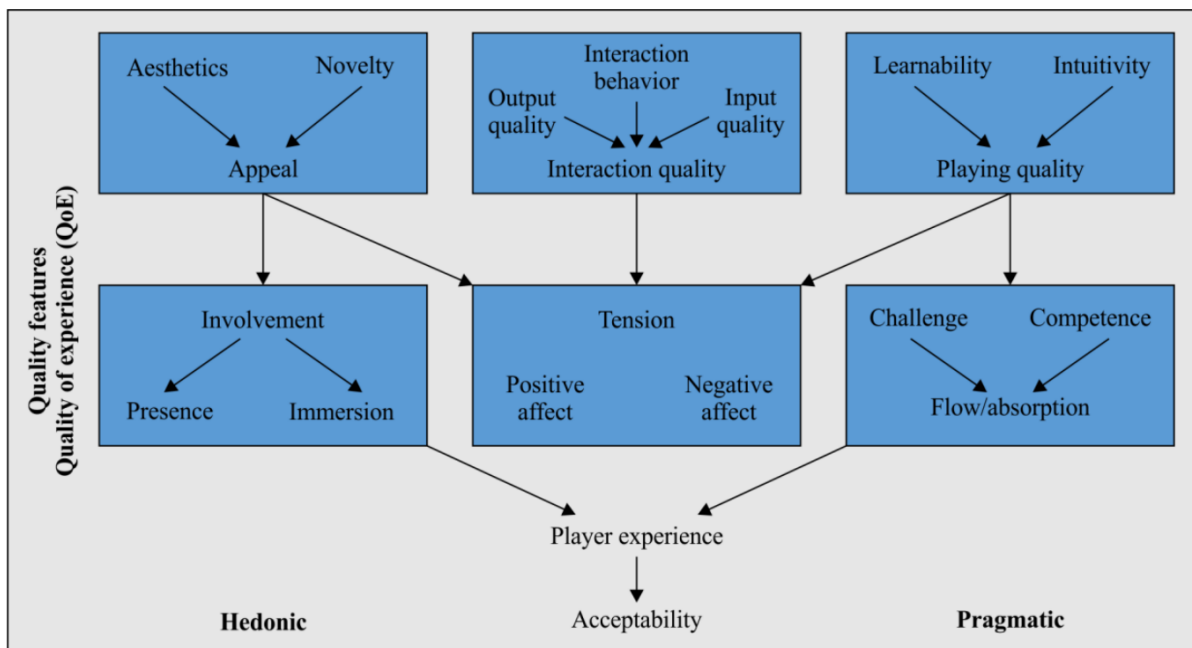 Quality features
Quality of experience (QoE)
Aesthetics
Novelty
Appeal
Interaction
behavior
Output
quality
Input
quality
Interaction quality
Learnability
Intuitivity
Playing quality
Involvement
Presence
Immersion
Tension
Positive
affect
Negative
affect
Challenge
Competence
Flow/absorption
Player experience
Hedonic
Acceptability
Pragmatic